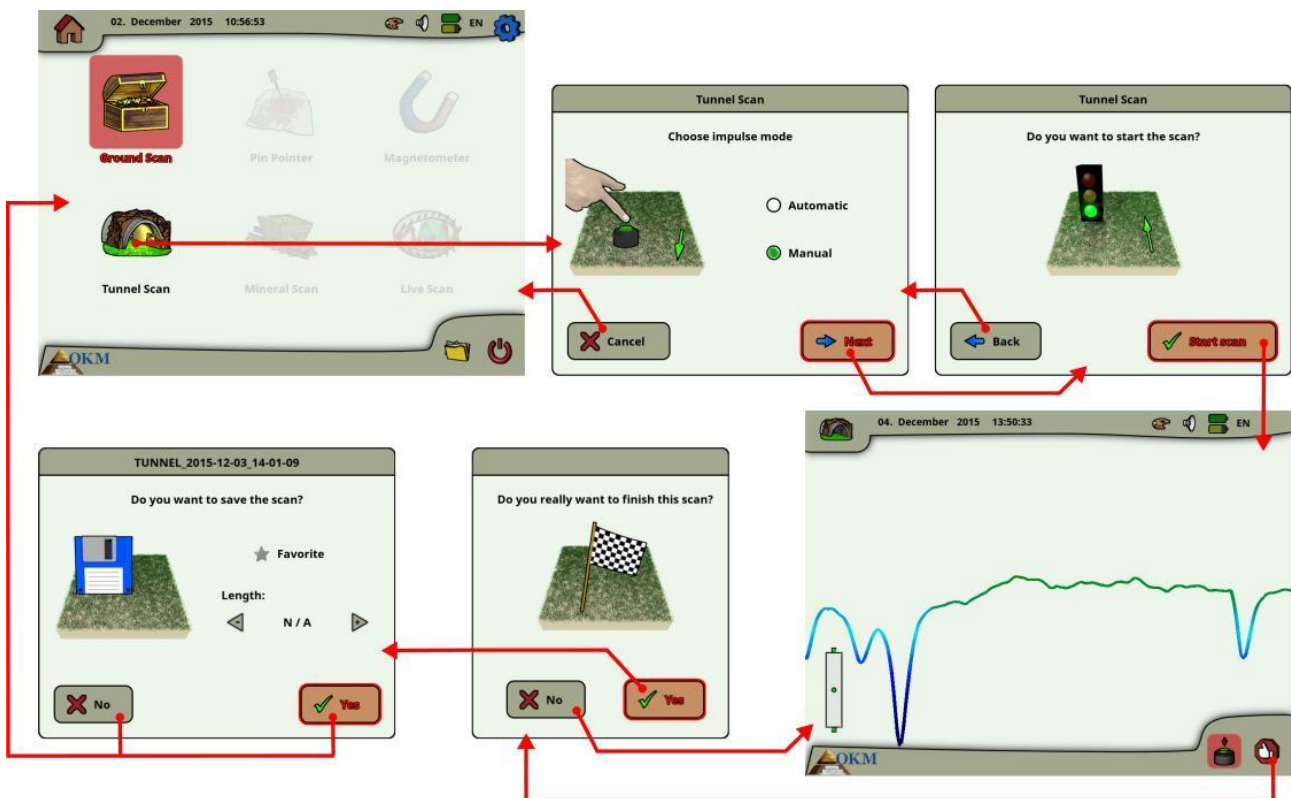 02. December 2015 10:56:53 EN
Ground Scan
Pin Pointer
Magnetometer
Tunnel Scan
Mineral Scan
Live Scan
OKM
Tunnel Scan
Choose impulse mode
Automatic
Manual
Cancel
Next
Tunnel Scan
Do you want to start the scan?
Back
Start scan
TUNNEL_2015-12-03_14-01-09
Do you want to save the scan?
Favorite
Length:
N / A
No
Yes
Do you really want to finish this scan?
No
Yes
04. December 2015 13:50:33 EN
OKM